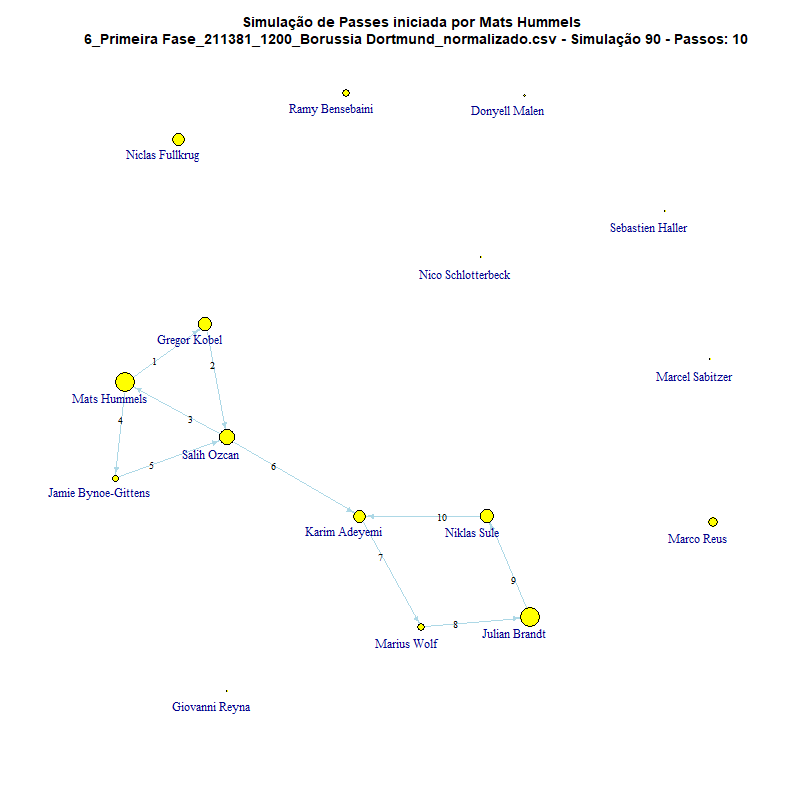 Simulação de Passes iniciada por Mats Hummels
6_Primeira Fase_211381_1200_Borussia Dortmund_normalizado.csv - Simulação 90 - Passos: 10
Ramy Bensebaini
Donyell Malen
Niclas Fullkrug
Sebastien Haller
Nico Schlotterbeck
Gregor Kobel
1
2
Marcel Sabitzer
Mats Hummels
4
3
Salih Ozcan
5
6
Jamie Bynoe-Gittens
10
Karim Adeyemi
Niklas Sule
Marco Reus
7
9
8
Julian Brandt
Marius Wolf
Giovanni Reyna